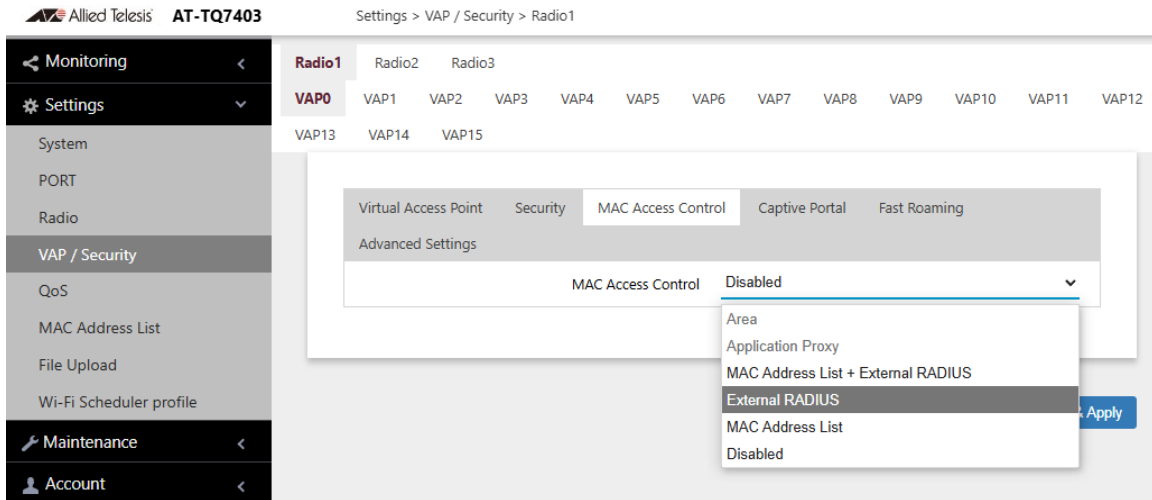 Allied Telesis AT-TQ7403
Settings > VAP / Security > Radio1
Monitoring
Settings
System
PORT
Radio
VAP / Security
QoS
MAC Address List
File Upload
Wi-Fi Scheduler profile
Maintenance
Account
Radio1 Radio2 Radio3
VAP0 VAP1 VAP2 VAP3 VAP4 VAP5 VAP6 VAP7 VAP8 VAP9 VAP10 VAP11 VAP12
VAP13 VAP14 VAP15
Virtual Access Point Security MAC Access Control Captive Portal Fast Roaming
Advanced Settings
MAC Access Control Disabled
Area
Application Proxy
MAC Address List + External RADIUS
External RADIUS
MAC Address List
Disabled
Apply